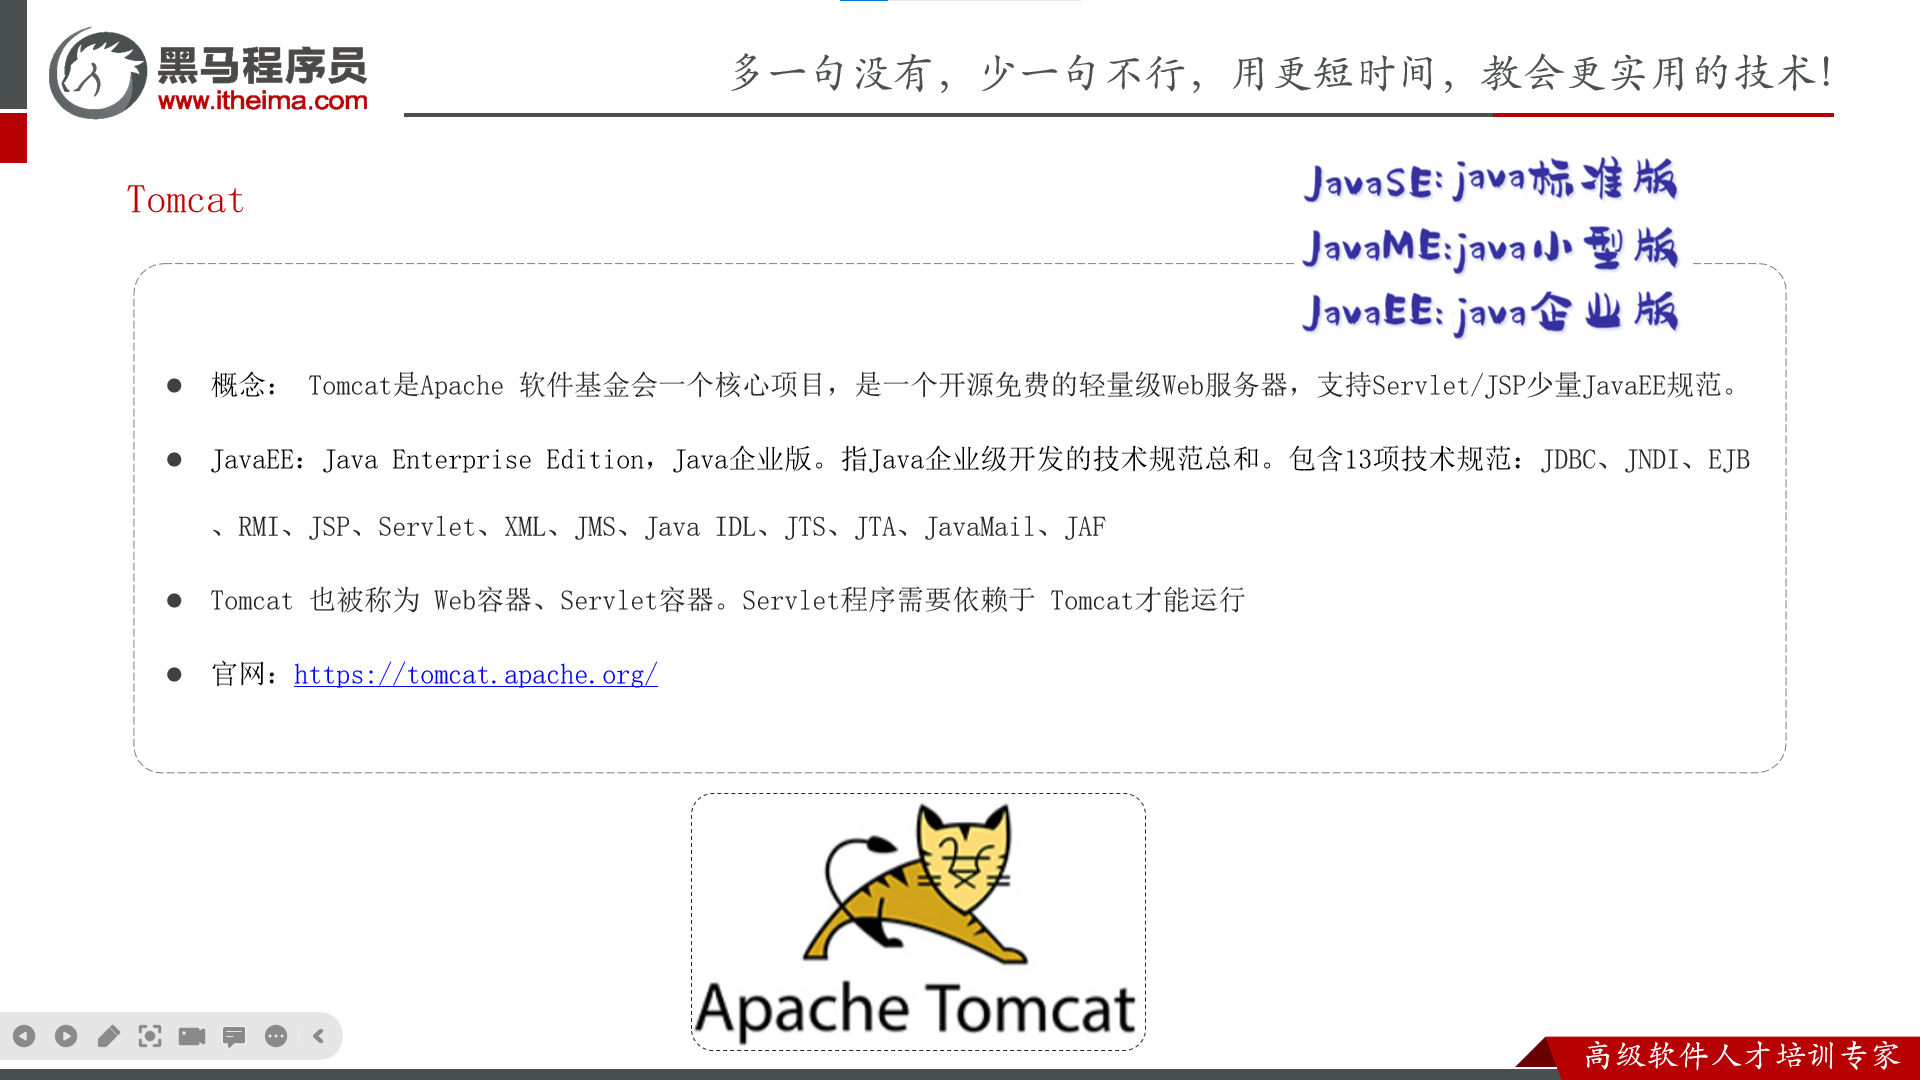 黑马程序员
www.itheima.com
多一句没有，少一句不行，用更短时间，教会更实用的技术！
Tomcat
JavaSE:java标准版
JavaME:java小型版
JavaEE:java企业版
● 概念： Tomcat是Apache 软件基金会一个核心项目，是一个开源免费的轻量级Web服务器，支持Servlet/JSP少量JavaEE规范。
● JavaEE：Java Enterprise Edition，Java企业版。指Java企业级开发的技术规范总和。包含13项技术规范：JDBC、JNDI、EJB
、RMI、JSP、Servlet、XML、JMS、Java IDL、JTS、JTA、JavaMail、JAF
● Tomcat 也被称为 Web容器、Servlet容器。Servlet程序需要依赖于 Tomcat才能运行
● 官网：https://tomcat.apache.org/
Apache Tomcat
高级软件人才培训专家